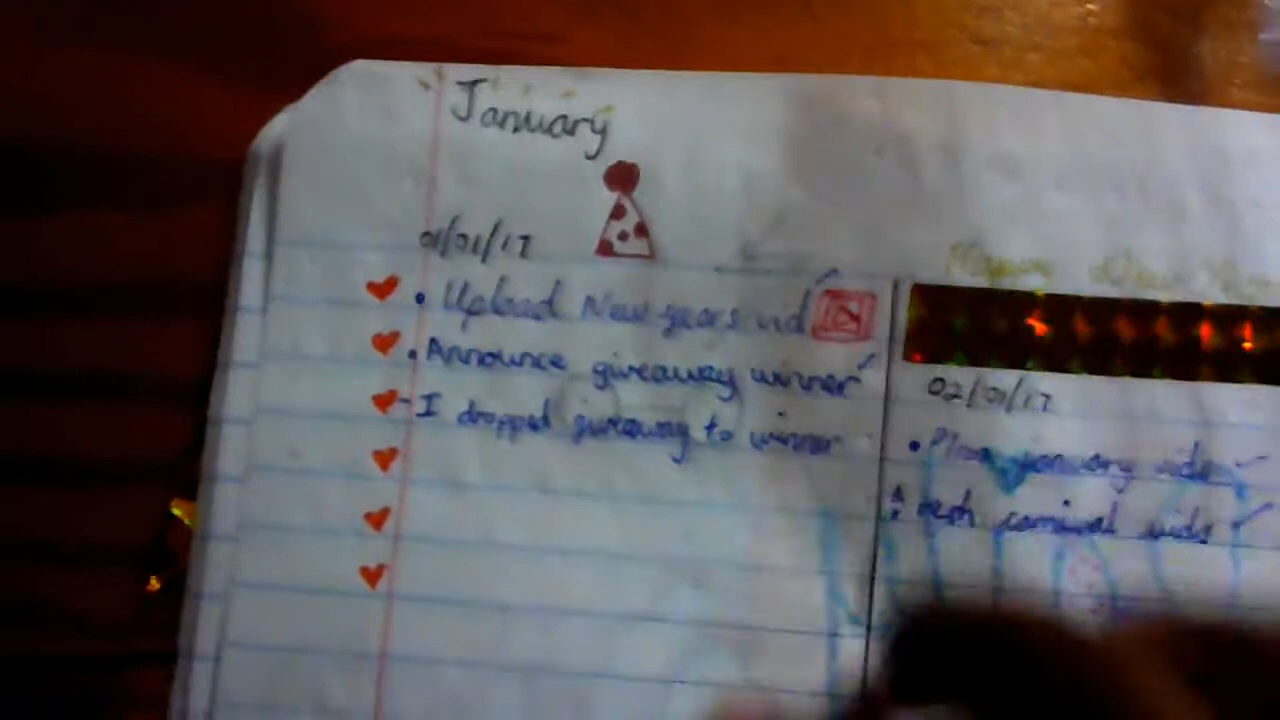 January
01/01/17
• Upload New years vid
• Announce giveaway winner
- I dropped giveaway to winner
02/01/17
• Plan january vids
carnival vids